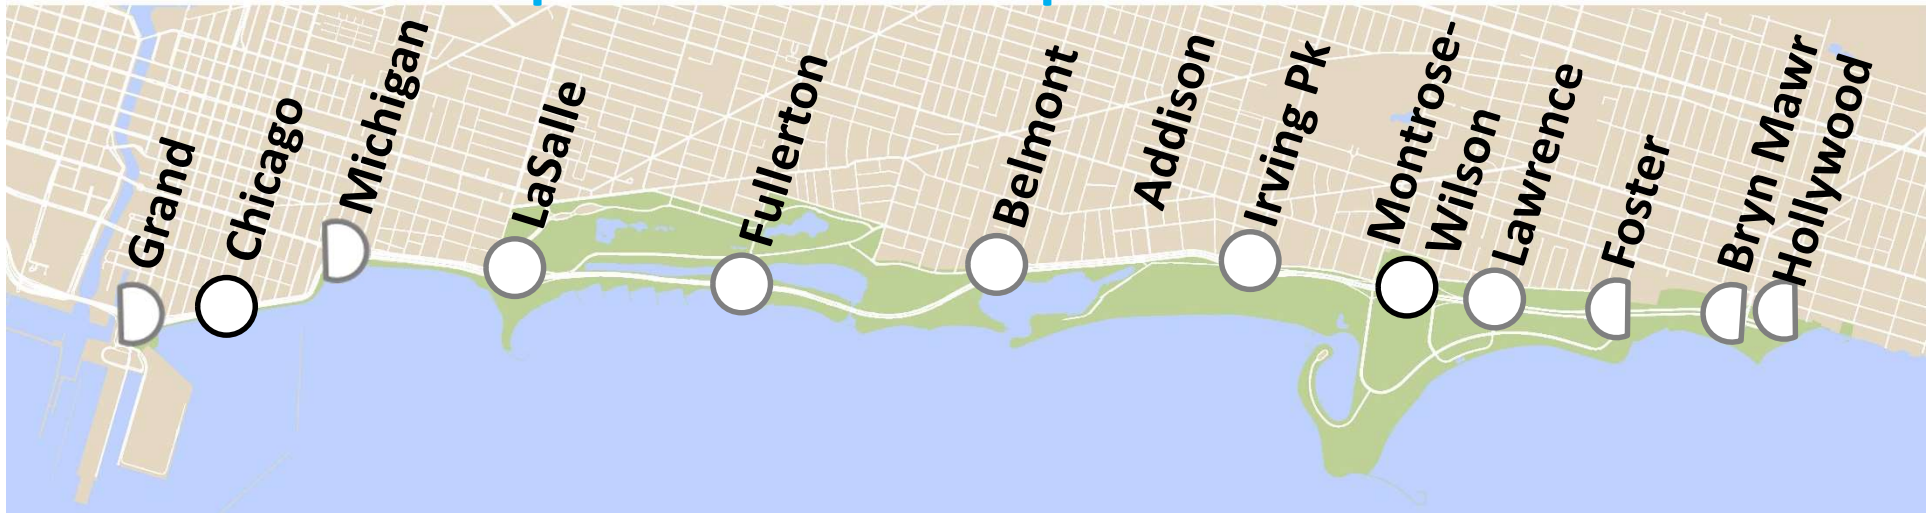 Grand
Chicago
Michigan
LaSalle
Fullerton
Belmont
Addison
Irving Pk
Montrose-
Wilson
Lawrence
Foster
Bryn Mawr
Hollywood